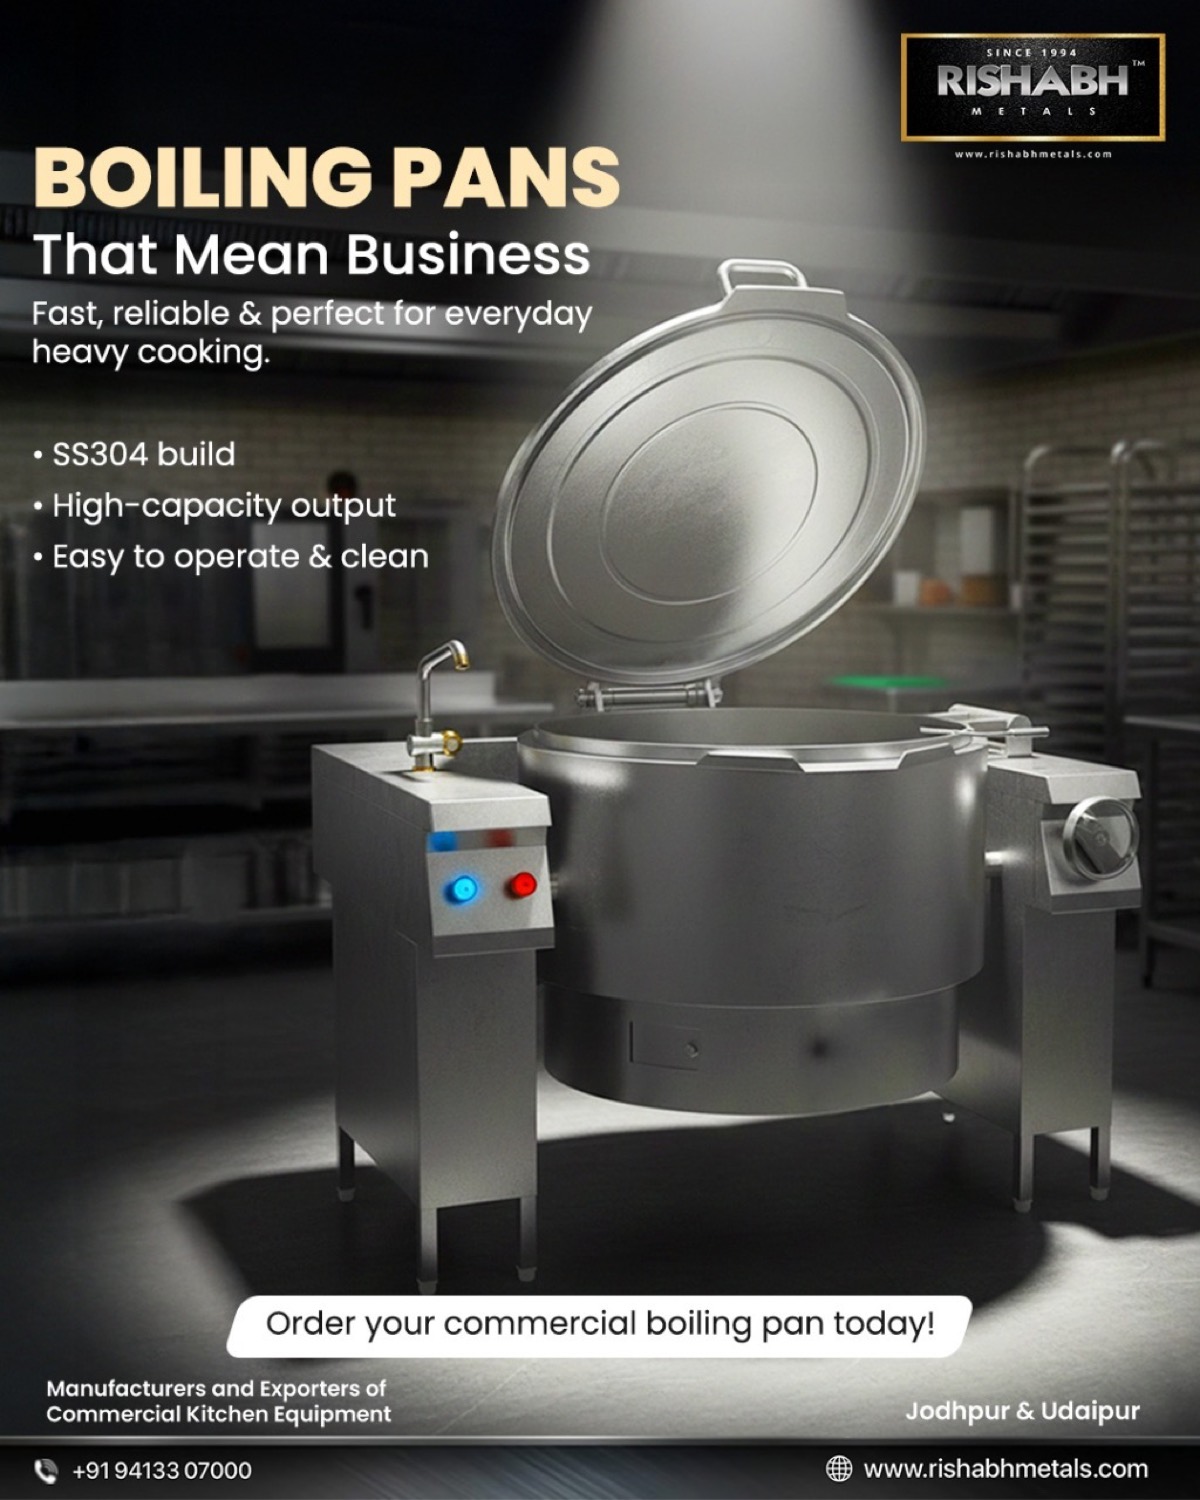 SINCE 1994
RISHABH™
METALS
www.rishabhmetals.com
BOILING PANS
That Mean Business
Fast, reliable & perfect for everyday
heavy cooking.
• SS304 build
• High-capacity output
• Easy to operate & clean
Order your commercial boiling pan today!
Manufacturers and Exporters of
Commercial Kitchen Equipment
Jodhpur & Udaipur
+91 94133 07000
www.rishabhmetals.com